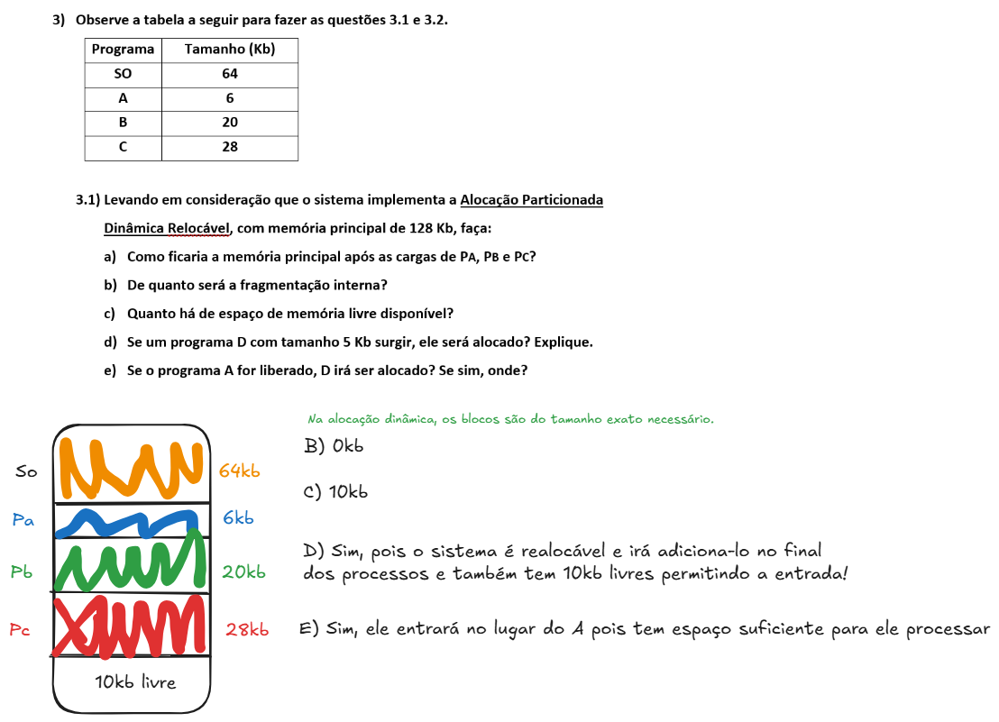 3) Observe a tabela a seguir para fazer as questões 3.1 e 3.2.
Programa Tamanho (Kb)
SO 64
A 6
B 20
C 28
3.1) Levando em consideração que o sistema implementa a Alocação Particionada
Dinâmica Relocável, com memória principal de 128 Kb, faça:
a) Como ficaria a memória principal após as cargas de PA, PB e PC?
b) De quanto será a fragmentação interna?
c) Quanto há de espaço de memória livre disponível?
d) Se um programa D com tamanho 5 Kb surgir, ele será alocado? Explique.
e) Se o programa A for liberado, D irá ser alocado? Se sim, onde?
So 64kb
Pa 6kb
Pb 20kb
Pc 28kb
10kb livre
Na alocação dinâmica, os blocos são do tamanho exato necessário.
B) 0kb
C) 10kb
D) Sim, pois o sistema é realocável e irá adiciona-lo no final
dos processos e também tem 10kb livres permitindo a entrada!
E) Sim, ele entrará no lugar do A pois tem espaço suficiente para ele processar